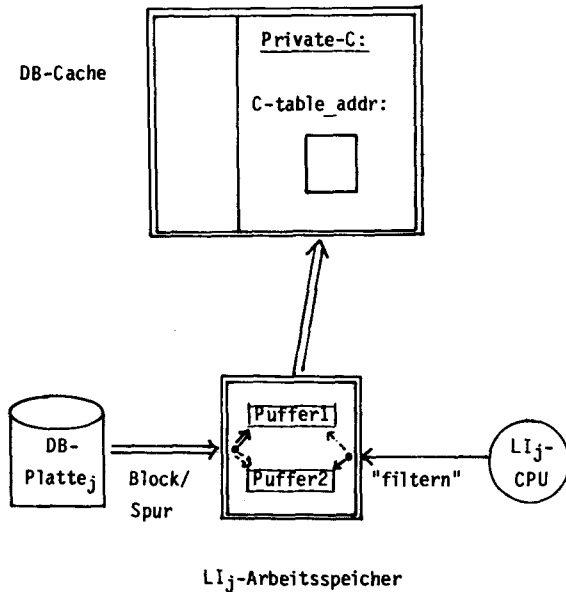 Private-C:
DB-Cache
C-table_addr:
Puffer1
DB-
Platte_j
Block/
Spur
Puffer2
"filtern"
LI_j-
CPU
LI_j-Arbeitsspeicher